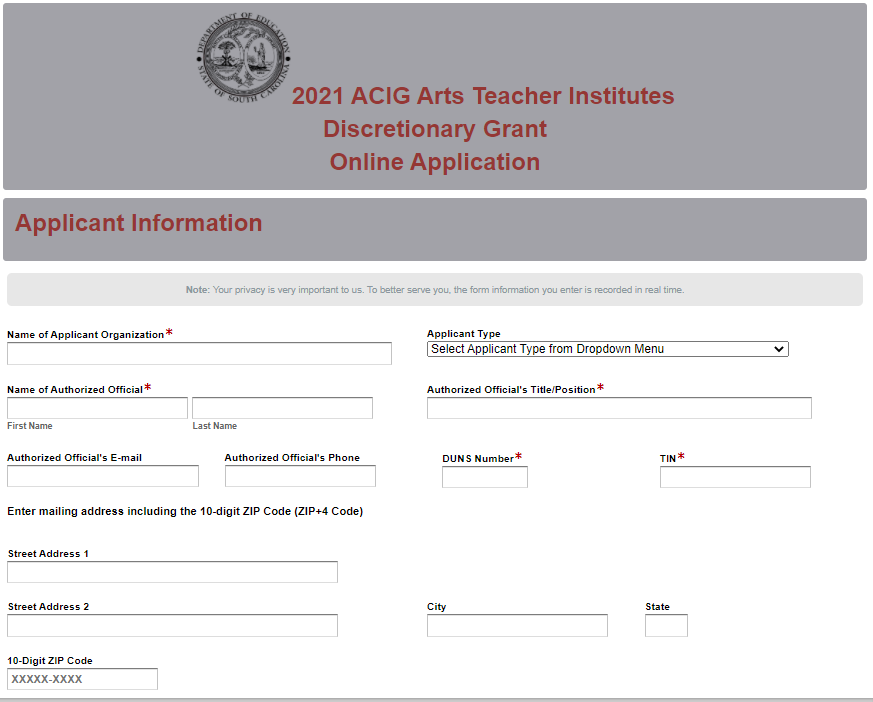 DEPARTMENT OF EDUCATION
STATE OF SOUTH CAROLINA
2021 ACIG Arts Teacher Institutes
Discretionary Grant
Online Application
Applicant Information
Note: Your privacy is very important to us. To better serve you, the form information you enter is recorded in real time.
Name of Applicant Organization*
Applicant Type
Select Applicant Type from Dropdown Menu
Name of Authorized Official*
Authorized Official's Title/Position*
First Name
Last Name
Authorized Official's E-mail
Authorized Official's Phone
DUNS Number*
TIN*
Enter mailing address including the 10-digit ZIP Code (ZIP+4 Code)
Street Address 1
Street Address 2
City
State
10-Digit ZIP Code
XXXXX-XXXX